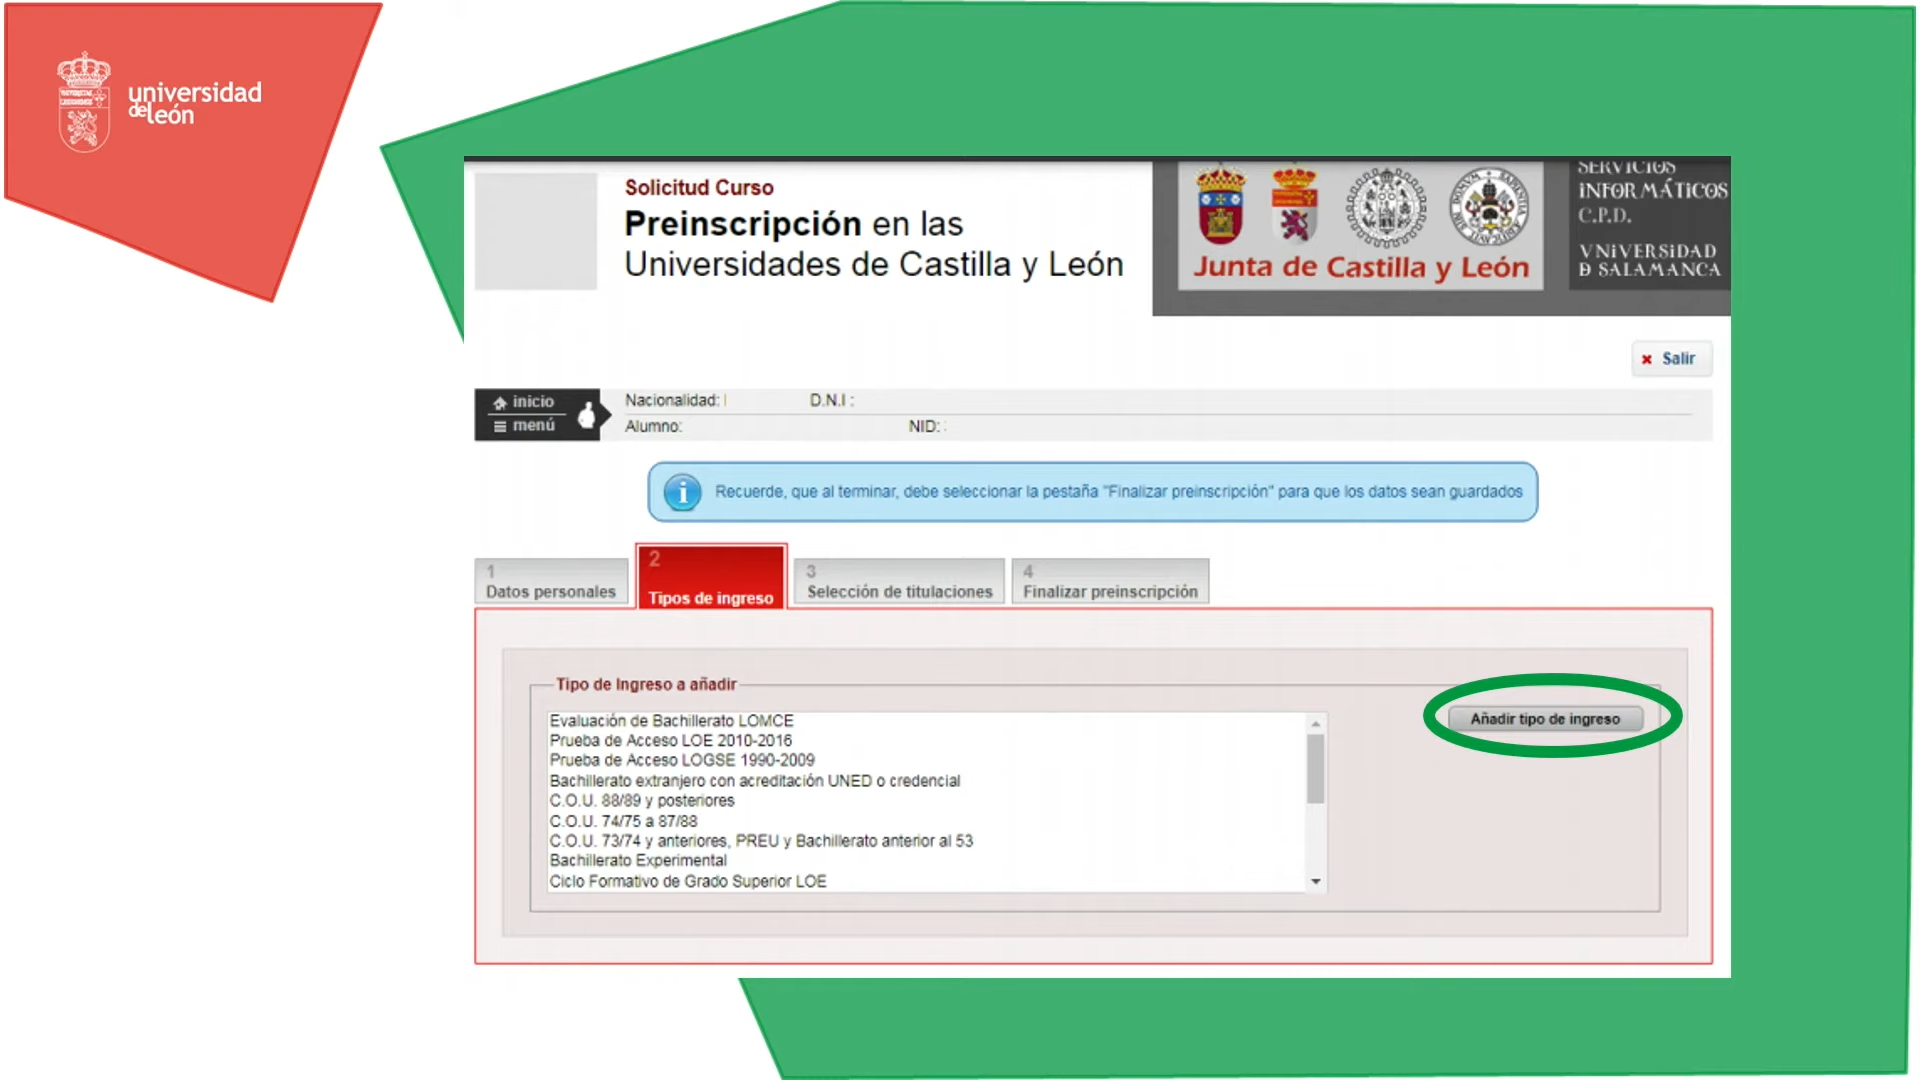 universidad
de león
Solicitud Curso
Preinscripción en las
Universidades de Castilla y León
Junta de Castilla y León
SERVICIOS
INFORMÁTICOS
C.P.D.
VNiVERSiDAD
D SALAMANCA
Salir
inicio
menú
Nacionalidad:
D.N.I :
Alumno:
NID:
Recuerde, que al terminar, debe seleccionar la pestaña "Finalizar preinscripción" para que los datos sean guardados
1
Datos personales
2
Tipos de ingreso
3
Selección de titulaciones
4
Finalizar preinscripción
Tipo de Ingreso a añadir
Añadir tipo de ingreso
Evaluación de Bachillerato LOMCE
Prueba de Acceso LOE 2010-2016
Prueba de Acceso LOGSE 1990-2009
Bachillerato extranjero con acreditación UNED o credencial
C.O.U. 88/89 y posteriores
C.O.U. 74/75 a 87/88
C.O.U. 73/74 y anteriores, PREU y Bachillerato anterior al 53
Bachillerato Experimental
Ciclo Formativo de Grado Superior LOE